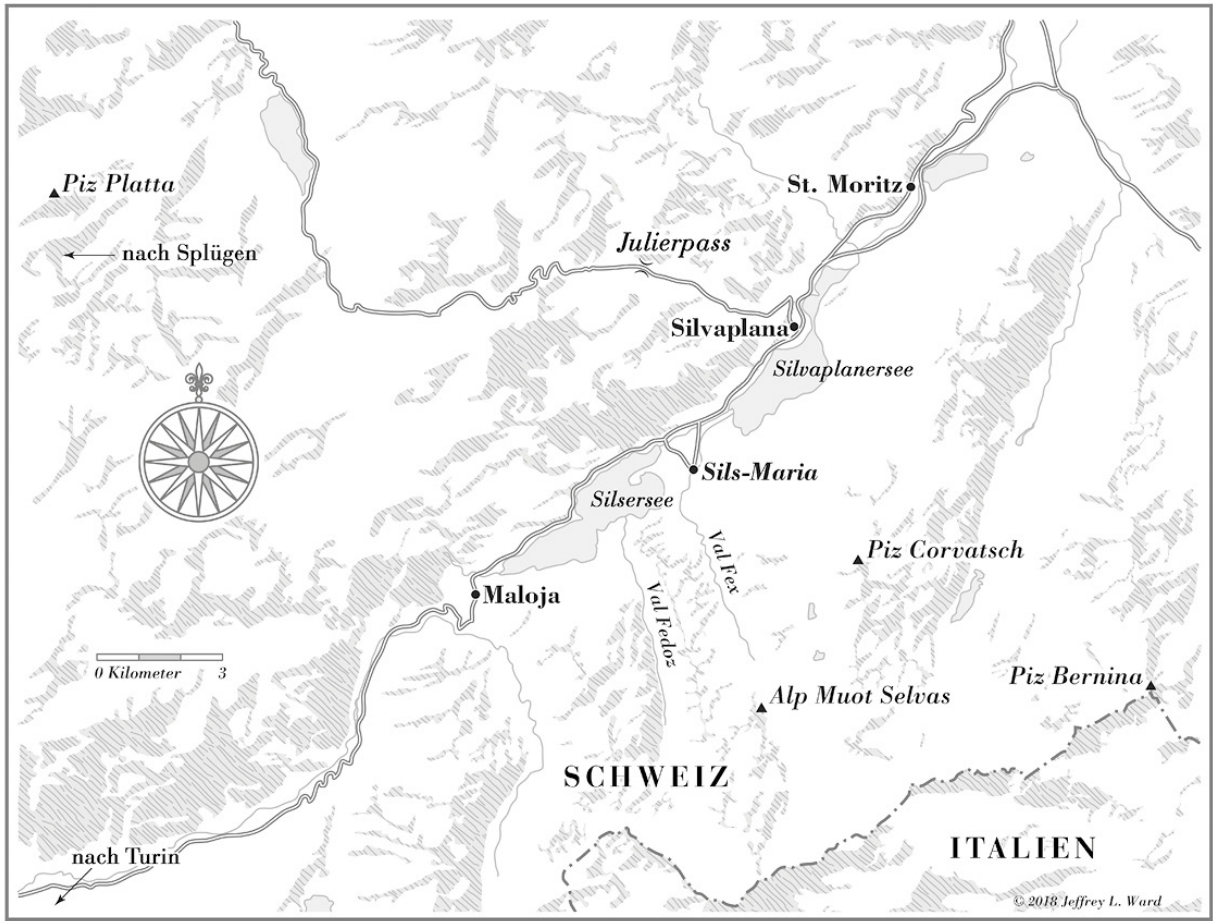 St. Moritz
Piz Platta
nach Splügen
Julierpass
Silvaplana
Silvaplanersee
Sils-Maria
Silsersee
Piz Corvatsch
Val Fex
Maloja
Val Fedoz
0 Kilometer 3
Piz Bernina
Alp Muot Selvas
SCHWEIZ
ITALIEN
nach Turin
© 2018 Jeffrey L. Ward